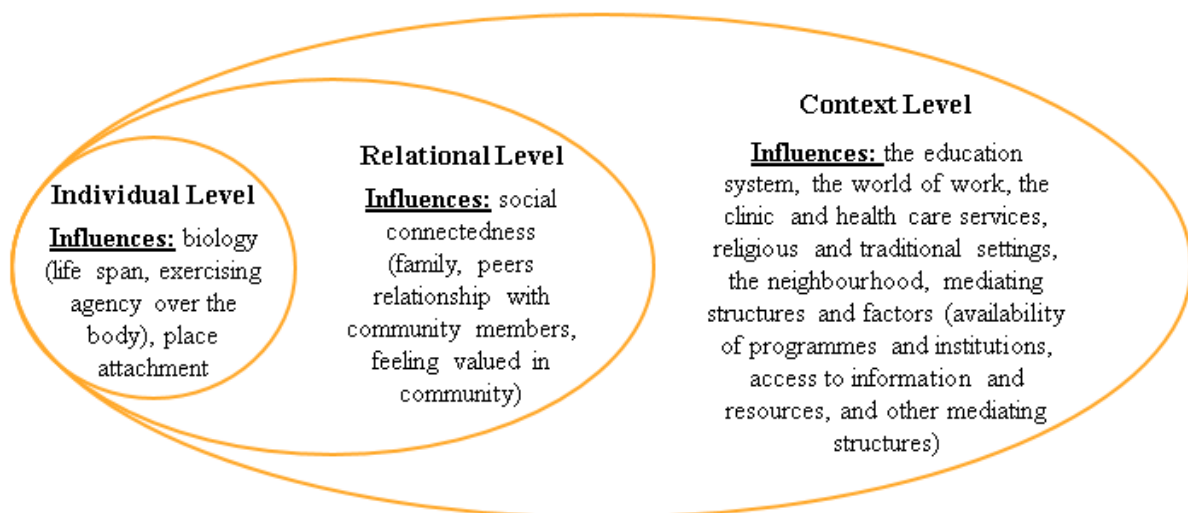 Individual Level
Influences: biology
(life span, exercising
agency over the
body), place
attachment
Relational Level
Influences: social
connectedness
(family, peers
relationship with
community members,
feeling valued in
community)
Context Level
Influences: the education
system, the world of work, the
clinic and health care services,
religious and traditional settings,
the neighbourhood, mediating
structures and factors (availability
of programmes and institutions,
access to information and
resources, and other mediating
structures)